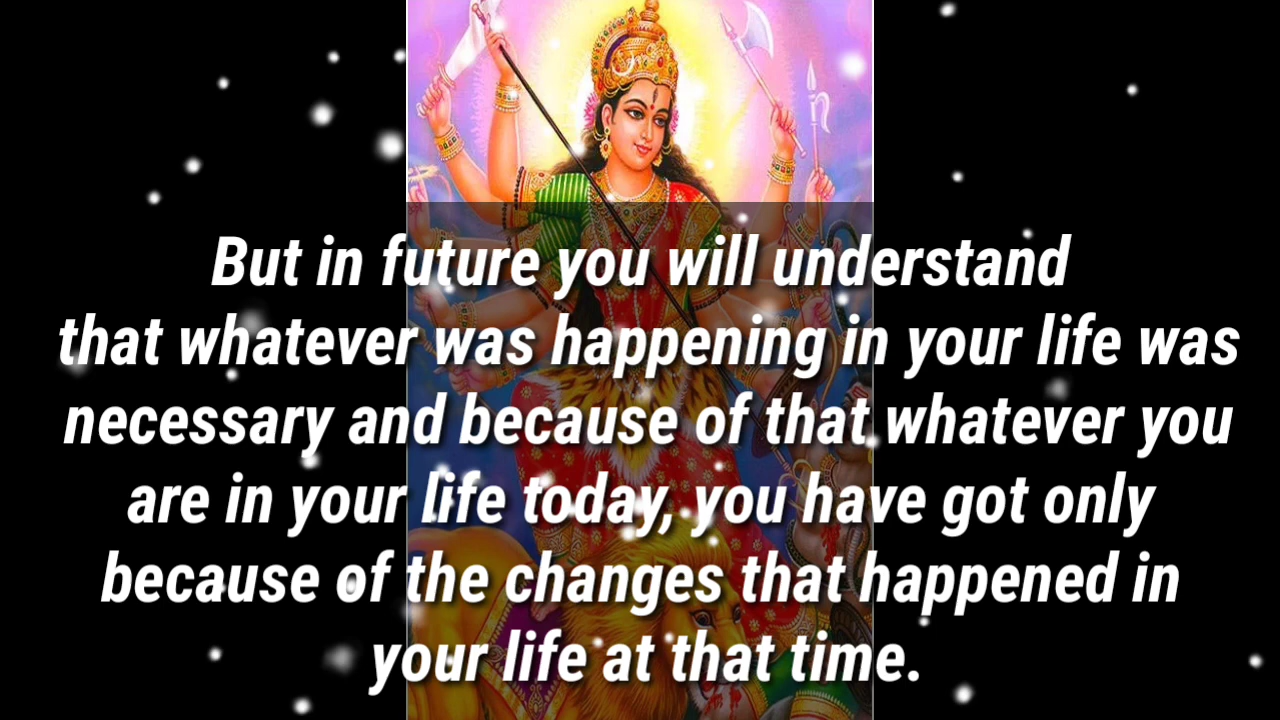 But in future you will understand
that whatever was happening in your life was
necessary and because of that whatever you
are in your life today, you have got only
because of the changes that happened in
your life at that time.